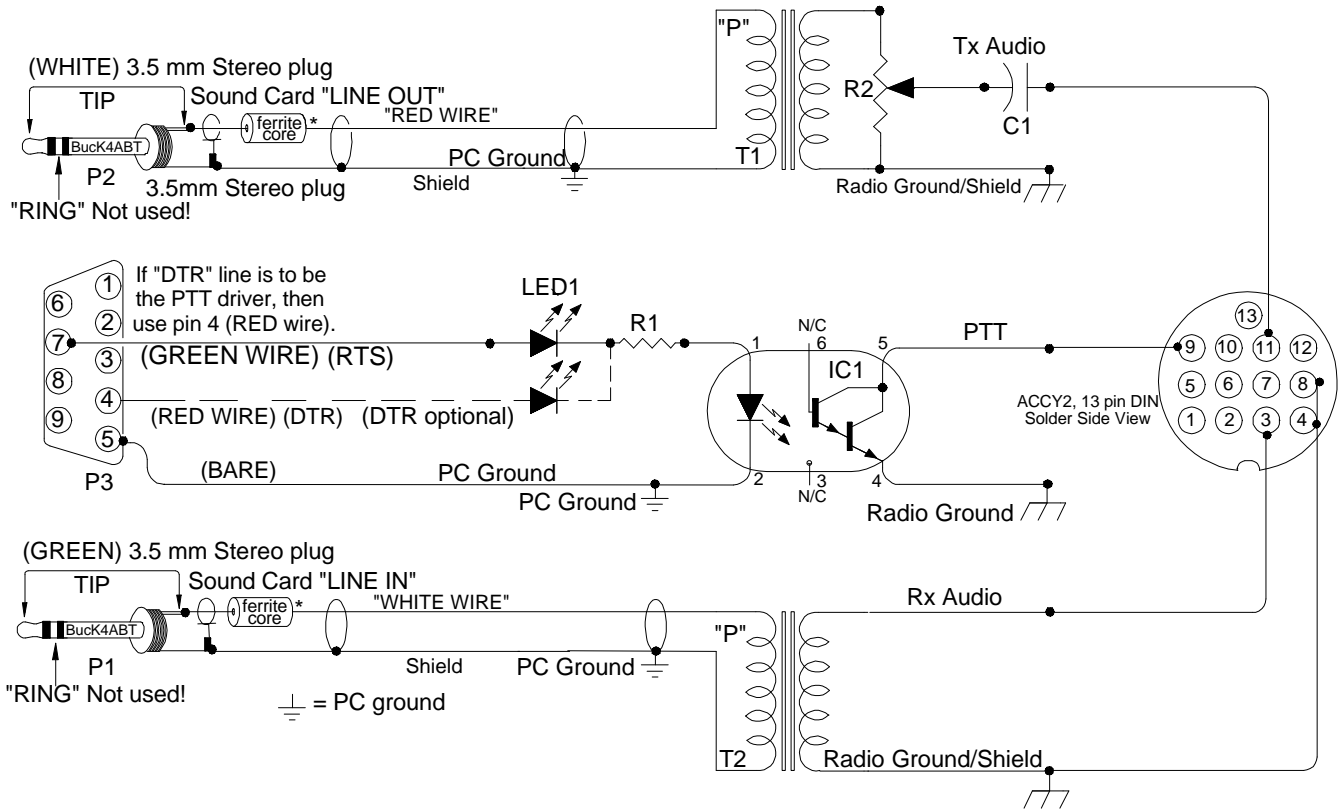 "P"
Tx Audio
(WHITE) 3.5 mm Stereo plug
TIP
Sound Card "LINE OUT"
ferrite
core
*
"RED WIRE"
R2
BucK4ABT
C1
P2
PC Ground
T1
3.5mm Stereo plug
Shield
Radio Ground/Shield
"RING" Not used!
If "DTR" line is to be
the PTT driver, then
use pin 4 (RED wire).
1
6
2
7
3
8
4
9
5
P3
(GREEN WIRE) (RTS)
(RED WIRE) (DTR) (DTR optional)
(BARE)
PC Ground
PC Ground
LED1
R1
N/C
1
6
5
IC1
2
3
4
N/C
PTT
Radio Ground
ACCY2, 13 pin DIN
Solder Side View
13
9 10 11 12
5 6 7 8
1 2 3 4
(GREEN) 3.5 mm Stereo plug
TIP
Sound Card "LINE IN"
ferrite
core
*
"WHITE WIRE"
Rx Audio
BucK4ABT
"P"
P1
Shield
PC Ground
"RING" Not used!
= PC ground
T2
Radio Ground/Shield